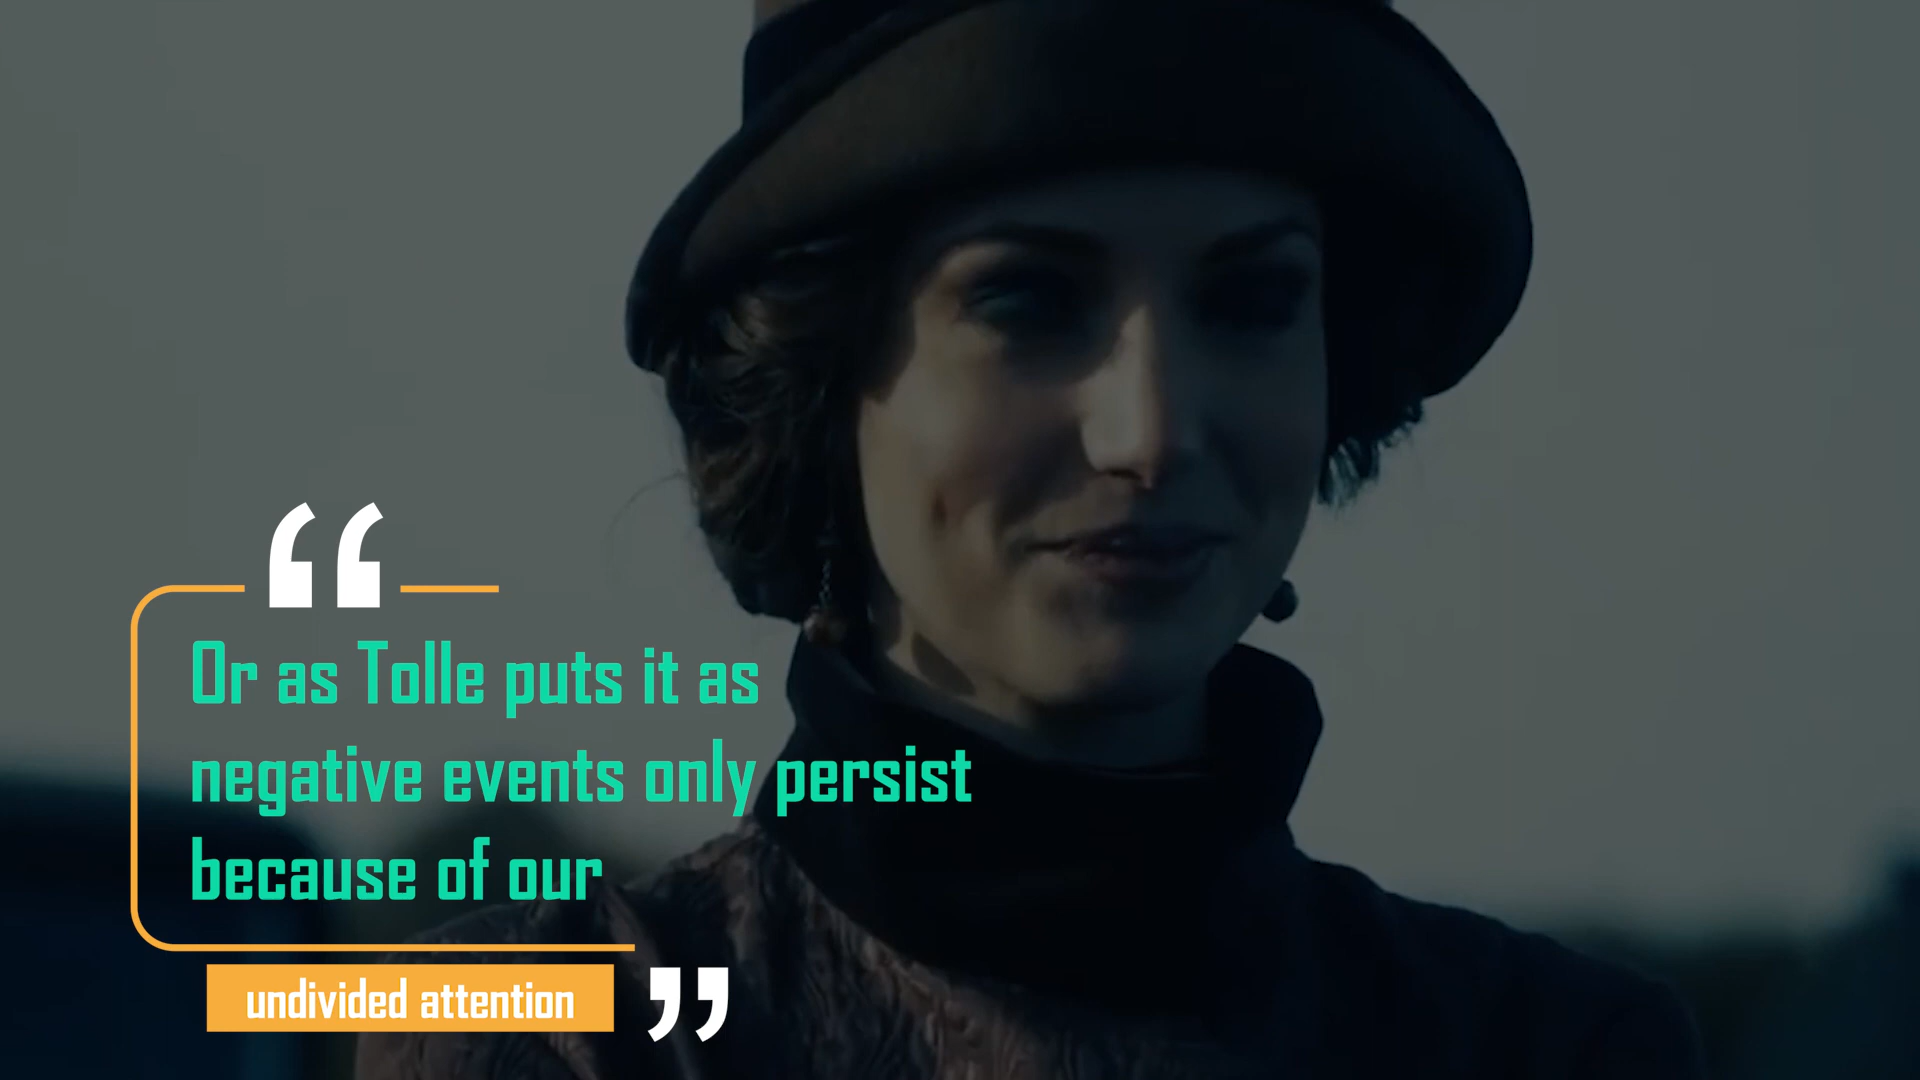 Or as Tolle puts it as
negative events only persist
because of our
undivided attention